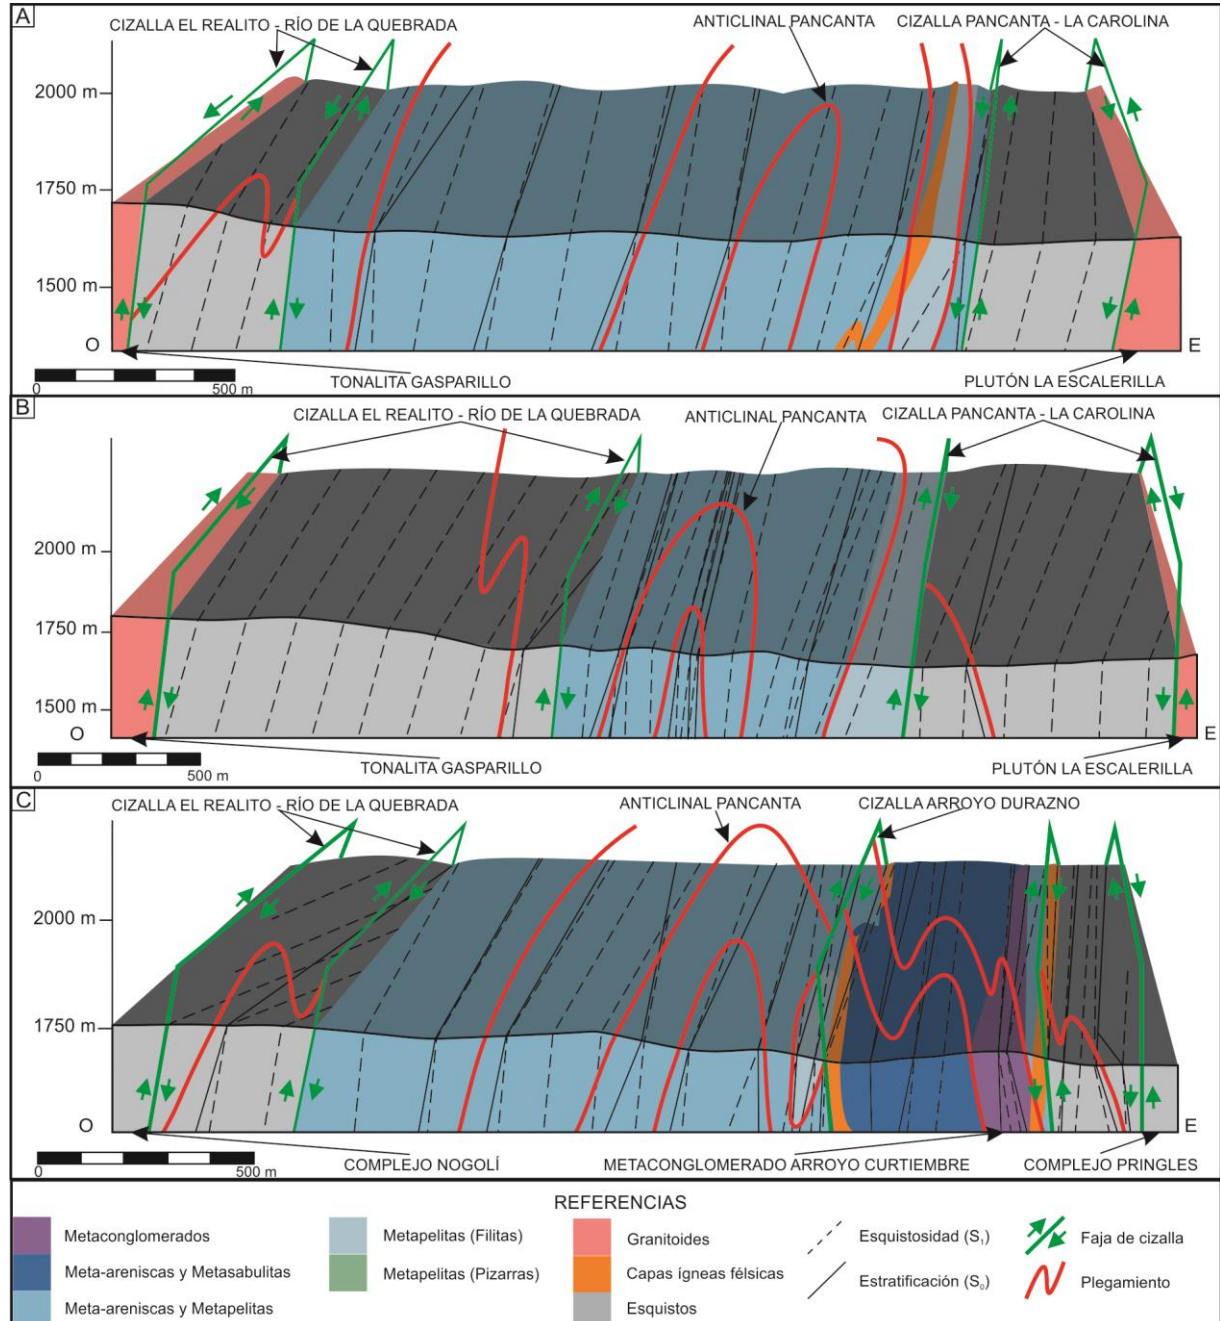 A
CIZALLA EL REALITO - RÍO DE LA QUEBRADA
ANTICLINAL PANCANTA
CIZALLA PANCANTA - LA CAROLINA
2000 m
1750 m
1500 m
O
E
0
500 m
TONALITA GASPARILLO
PLUTÓN LA ESCALERILLA
B
CIZALLA EL REALITO - RÍO DE LA QUEBRADA
ANTICLINAL PANCANTA
CIZALLA PANCANTA - LA CAROLINA
2000 m
1750 m
1500 m
O
E
0
500 m
TONALITA GASPARILLO
PLUTÓN LA ESCALERILLA
C
CIZALLA EL REALITO - RÍO DE LA QUEBRADA
ANTICLINAL PANCANTA
CIZALLA ARROYO DURAZNO
2000 m
1750 m
O
E
0
500 m
COMPLEJO NOGOLÍ
METACONGLOMERADO ARROYO CURTIEMBRE
COMPLEJO PRINGLES
REFERENCIAS
Metaconglomerados
Meta-areniscas y Metasabulitas
Meta-areniscas y Metapelitas
Metapelitas (Filitas)
Metapelitas (Pizarras)
Granitoides
Capas ígneas félsicas
Esquistos
Esquistosidad (S₁)
Estratificación (S₀)
Faja de cizalla
Plegamiento